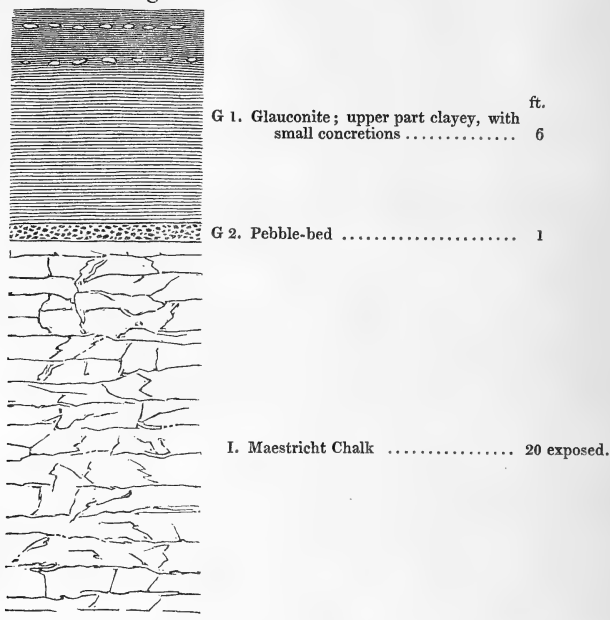 ft.
G 1. Glauconite; upper part clayey, with
small concretions .............. 6
G 2. Pebble-bed ...................... 1
I. Maestricht Chalk ................ 20 exposed.